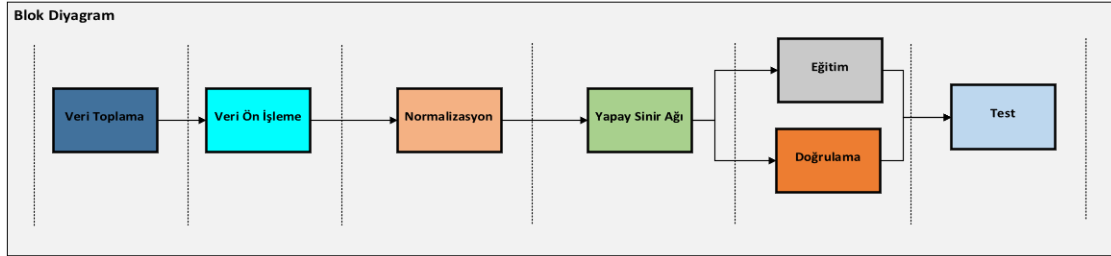 Blok Diyagram
Veri Toplama
Veri Ön İşleme
Normalizasyon
Yapay Sinir Ağı
Eğitim
Doğrulama
Test